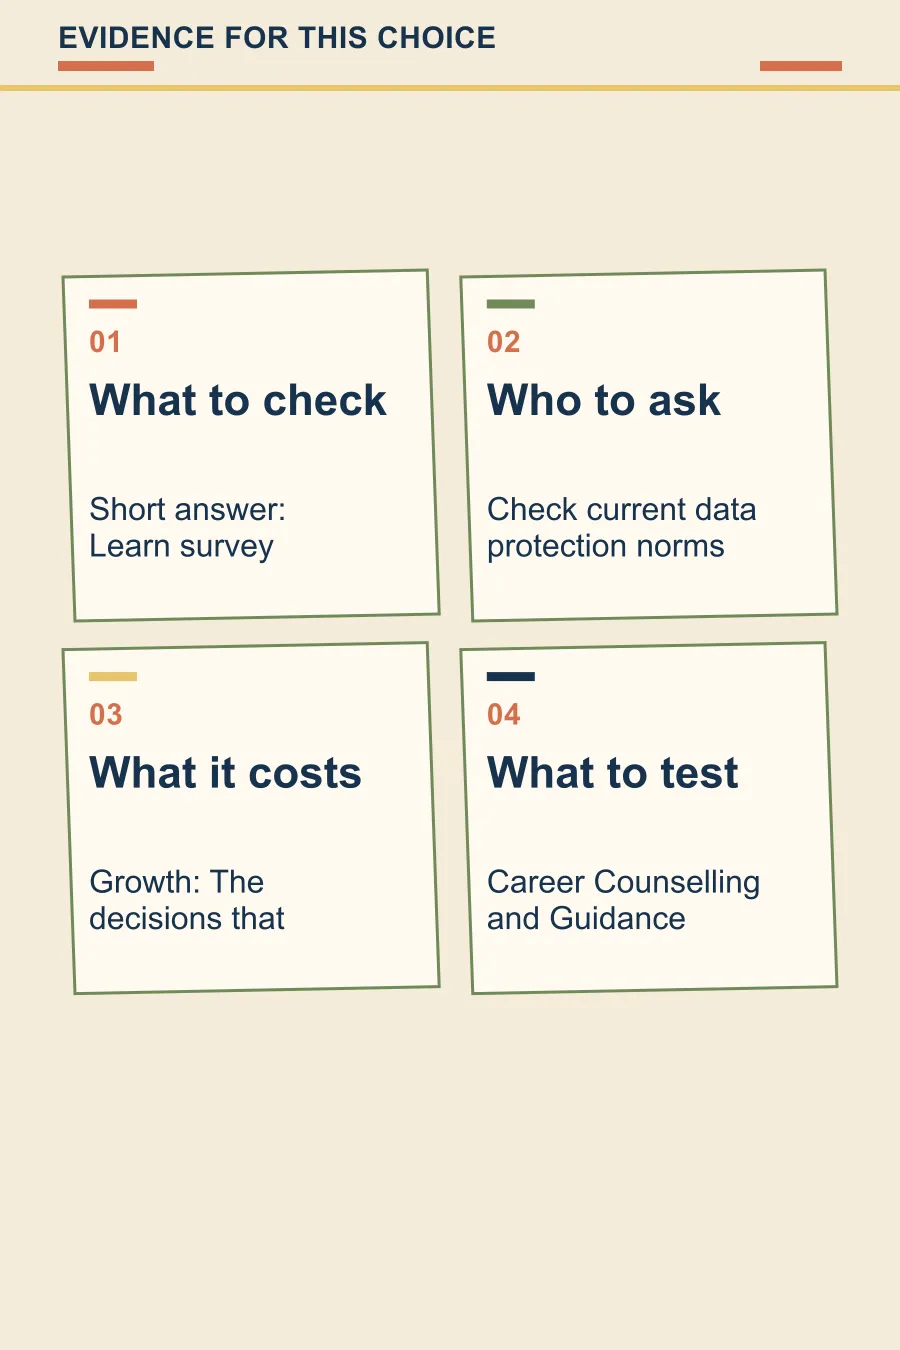 EVIDENCE FOR THIS CHOICE
01
What to check
Short answer:
Learn survey
02
Who to ask
Check current data
protection norms
03
What it costs
Growth: The
decisions that
04
What to test
Career Counselling
and Guidance